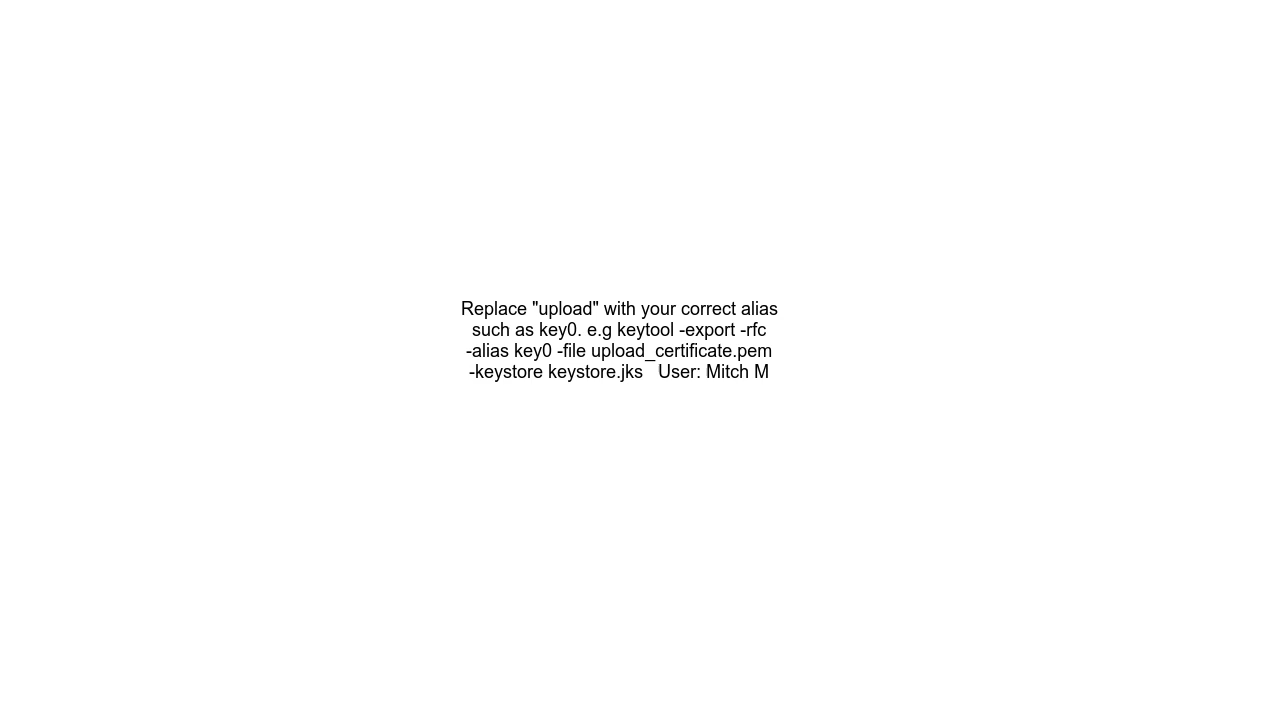 Replace "upload" with your correct alias
such as key0. e.g keytool -export -rfc
-alias key0 -file upload_certificate.pem
-keystore keystore.jks   User: Mitch M